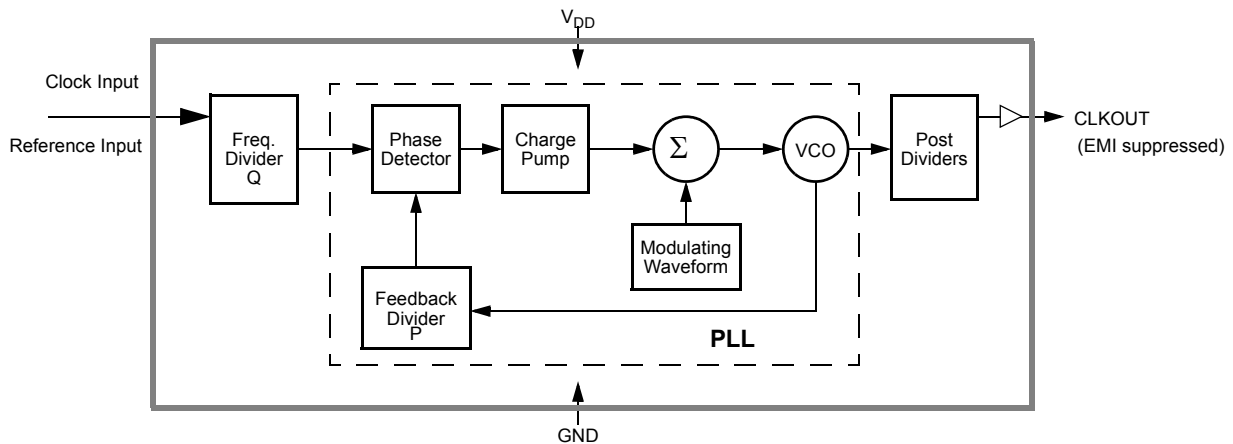 VDD
Clock Input
Reference Input
Freq.
Divider
Q
Phase
Detector
Charge
Pump
Σ
VCO
Post
Dividers
CLKOUT
(EMI suppressed)
Modulating
Waveform
Feedback
Divider
P
PLL
GND